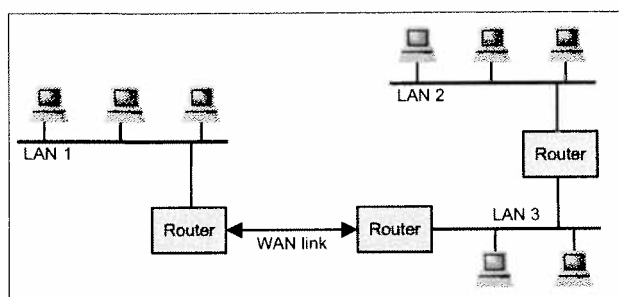 LAN 2
LAN 1
Router
LAN 3
Router
WAN link
Router